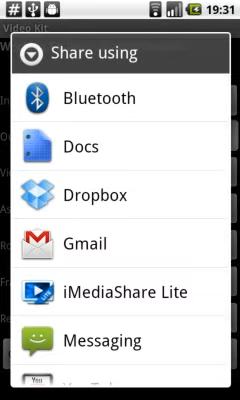 19:31
Video Kit
Share using
Bluetooth
Docs
Dropbox
Gmail
iMediaShare Lite
Messaging
You